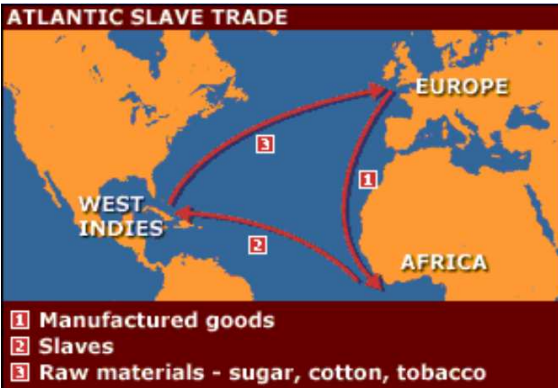 ATLANTIC SLAVE TRADE
EUROPE
3
1
WEST
INDIES
2
AFRICA
1 Manufactured goods
2 Slaves
3 Raw materials - sugar, cotton, tobacco